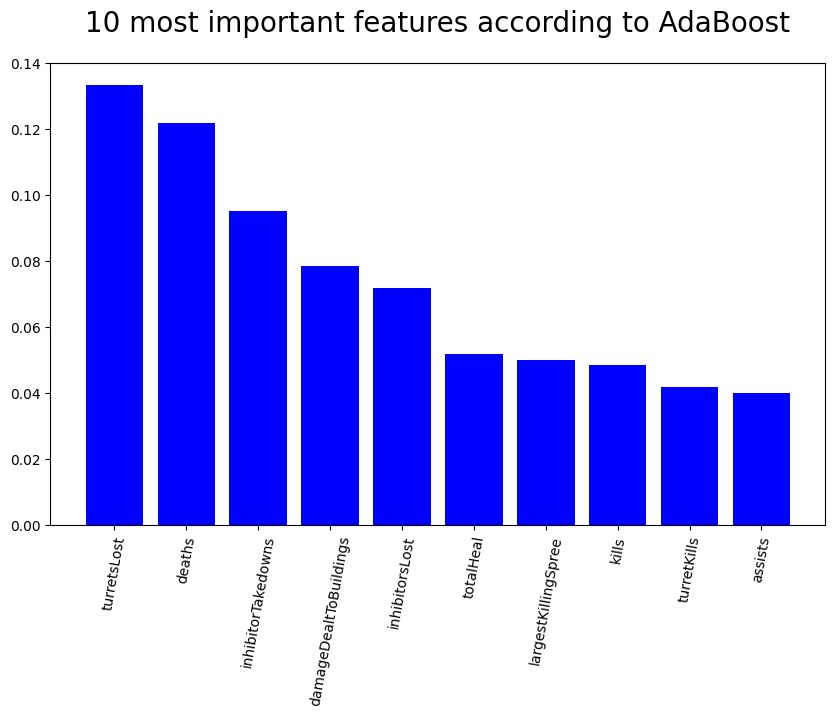 10 most important features according to AdaBoost
0.14
0.12
0.10
0.08
0.06
0.04
0.02
0.00
turretsLost
deaths
inhibitorTakedowns
damageDealtToBuildings
inhibitorsLost
totalHeal
largestKillingSpree
kills
turretKills
assists